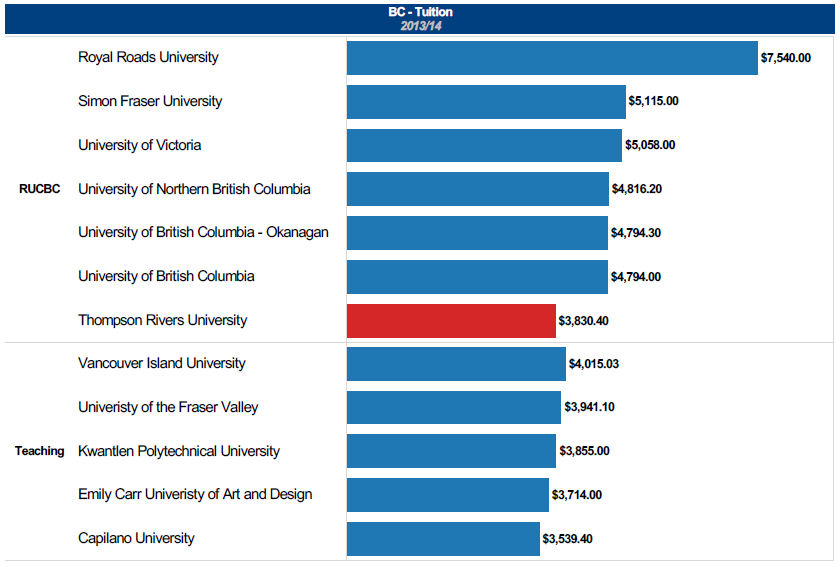 BC - Tuition
2013/14
Royal Roads University $7,540.00
Simon Fraser University $5,115.00
University of Victoria $5,058.00
RUCBC University of Northern British Columbia $4,816.20
University of British Columbia - Okanagan $4,794.30
University of British Columbia $4,794.00
Thompson Rivers University $3,830.40
Vancouver Island University $4,015.03
Univeristy of the Fraser Valley $3,941.10
Teaching Kwantlen Polytechnical University $3,855.00
Emily Carr Univeristy of Art and Design $3,714.00
Capilano University $3,539.40